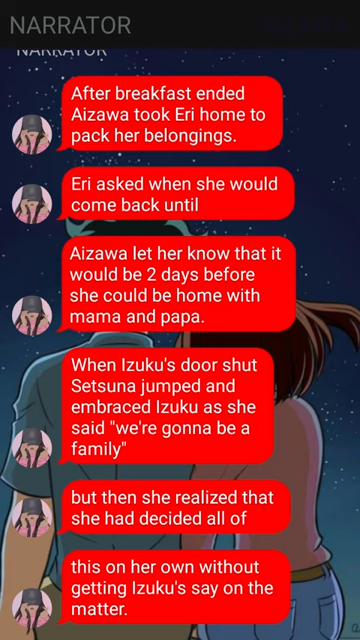 NARRATOR
NARRATOR
After breakfast ended
Aizawa took Eri home to
pack her belongings.
Eri asked when she would
come back until
Aizawa let her know that it
would be 2 days before
she could be home with
mama and papa.
When Izuku's door shut
Setsuna jumped and
embraced Izuku as she
said "we're gonna be a
family"
but then she realized that
she had decided all of
this on her own without
getting Izuku's say on the
matter.